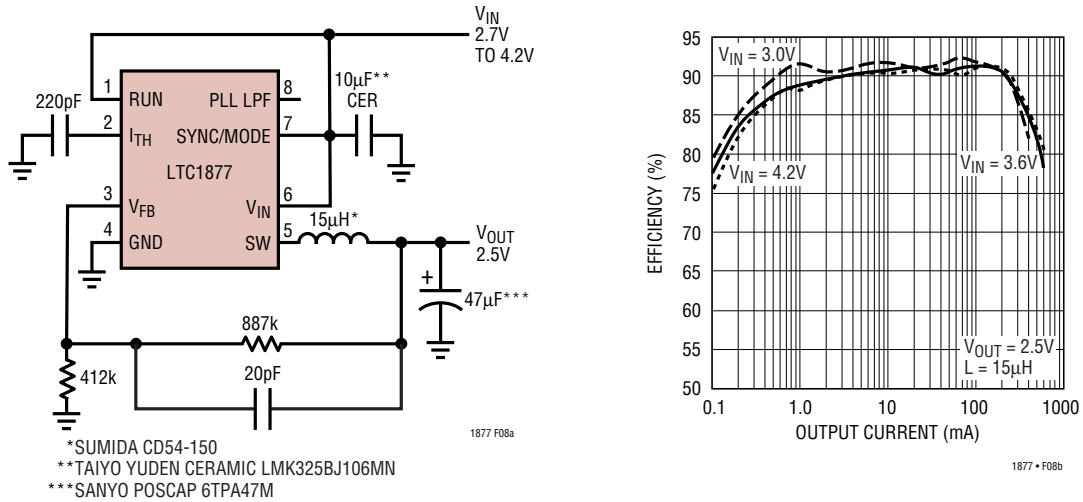 V_IN
2.7V
TO 4.2V
1
RUN
PLL LPF
8
10µF**
CER
220pF
2
I_TH
SYNC/MODE
7
LTC1877
3
V_FB
V_IN
6
15µH*
4
GND
SW
5
V_OUT
2.5V
+
47µF***
887k
412k
20pF
1877 F08a
*SUMIDA CD54-150
**TAIYO YUDEN CERAMIC LMK325BJ106MN
***SANYO POSCAP 6TPA47M
EFFICIENCY (%)
95
90
85
80
75
70
65
60
55
50
V_IN = 3.0V
V_IN = 4.2V
V_IN = 3.6V
V_OUT = 2.5V
L = 15µH
0.1
1.0
10
100
1000
OUTPUT CURRENT (mA)
1877 • F08b